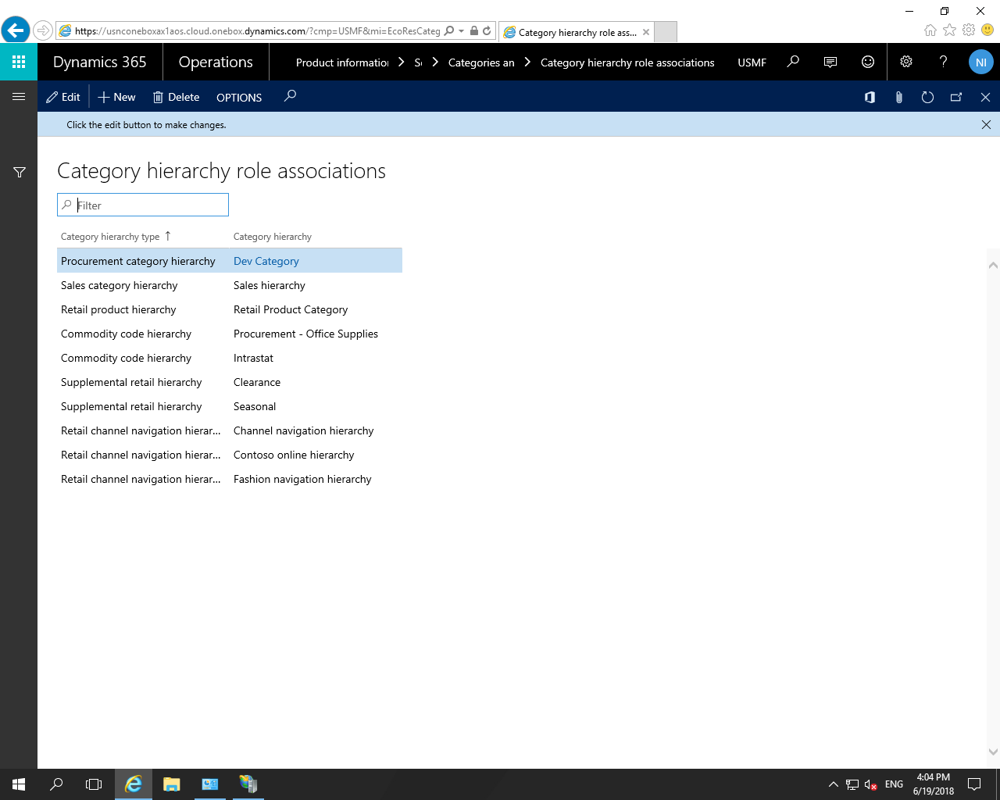 https://usnconeboxax1aos.cloud.onebox.dynamics.com/?cmp=USMF&mi=EcoResCateg
Category hierarchy role ass...
Dynamics 365
Operations
Product information
Categories an
Category hierarchy role associations
USMF
NI
Edit
New
Delete
OPTIONS
Click the edit button to make changes.
Category hierarchy role associations
Filter
Category hierarchy type Category hierarchy
Procurement category hierarchy Dev Category
Sales category hierarchy Sales hierarchy
Retail product hierarchy Retail Product Category
Commodity code hierarchy Procurement - Office Supplies
Commodity code hierarchy Intrastat
Supplemental retail hierarchy Clearance
Supplemental retail hierarchy Seasonal
Retail channel navigation hierar... Channel navigation hierarchy
Retail channel navigation hierar... Contoso online hierarchy
Retail channel navigation hierar... Fashion navigation hierarchy
ENG
4:04 PM
6/19/2018